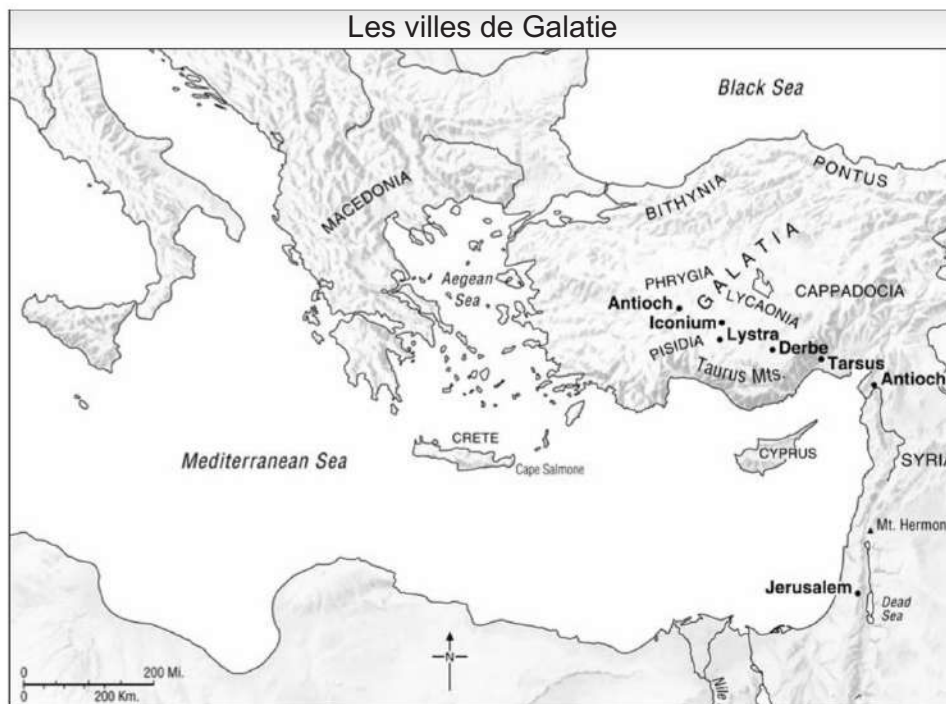 Les villes de Galatie
Black Sea
PONTUS
BITHYNIA
MACEDONIA
GALATIA
Aegean
Sea
PHRYGIA
LYCAONIA
CAPPADOCIA
Antioch
Iconium
Lystra
PISIDIA
Derbe
Tarsus
Taurus Mts.
Antioch
CRETE
Cape Salmone
CYPRUS
SYRIA
Mediterranean Sea
Mt. Hermon
Jerusalem
Dead
Sea
N
Nile
0 200 Mi.
0 200 Km.